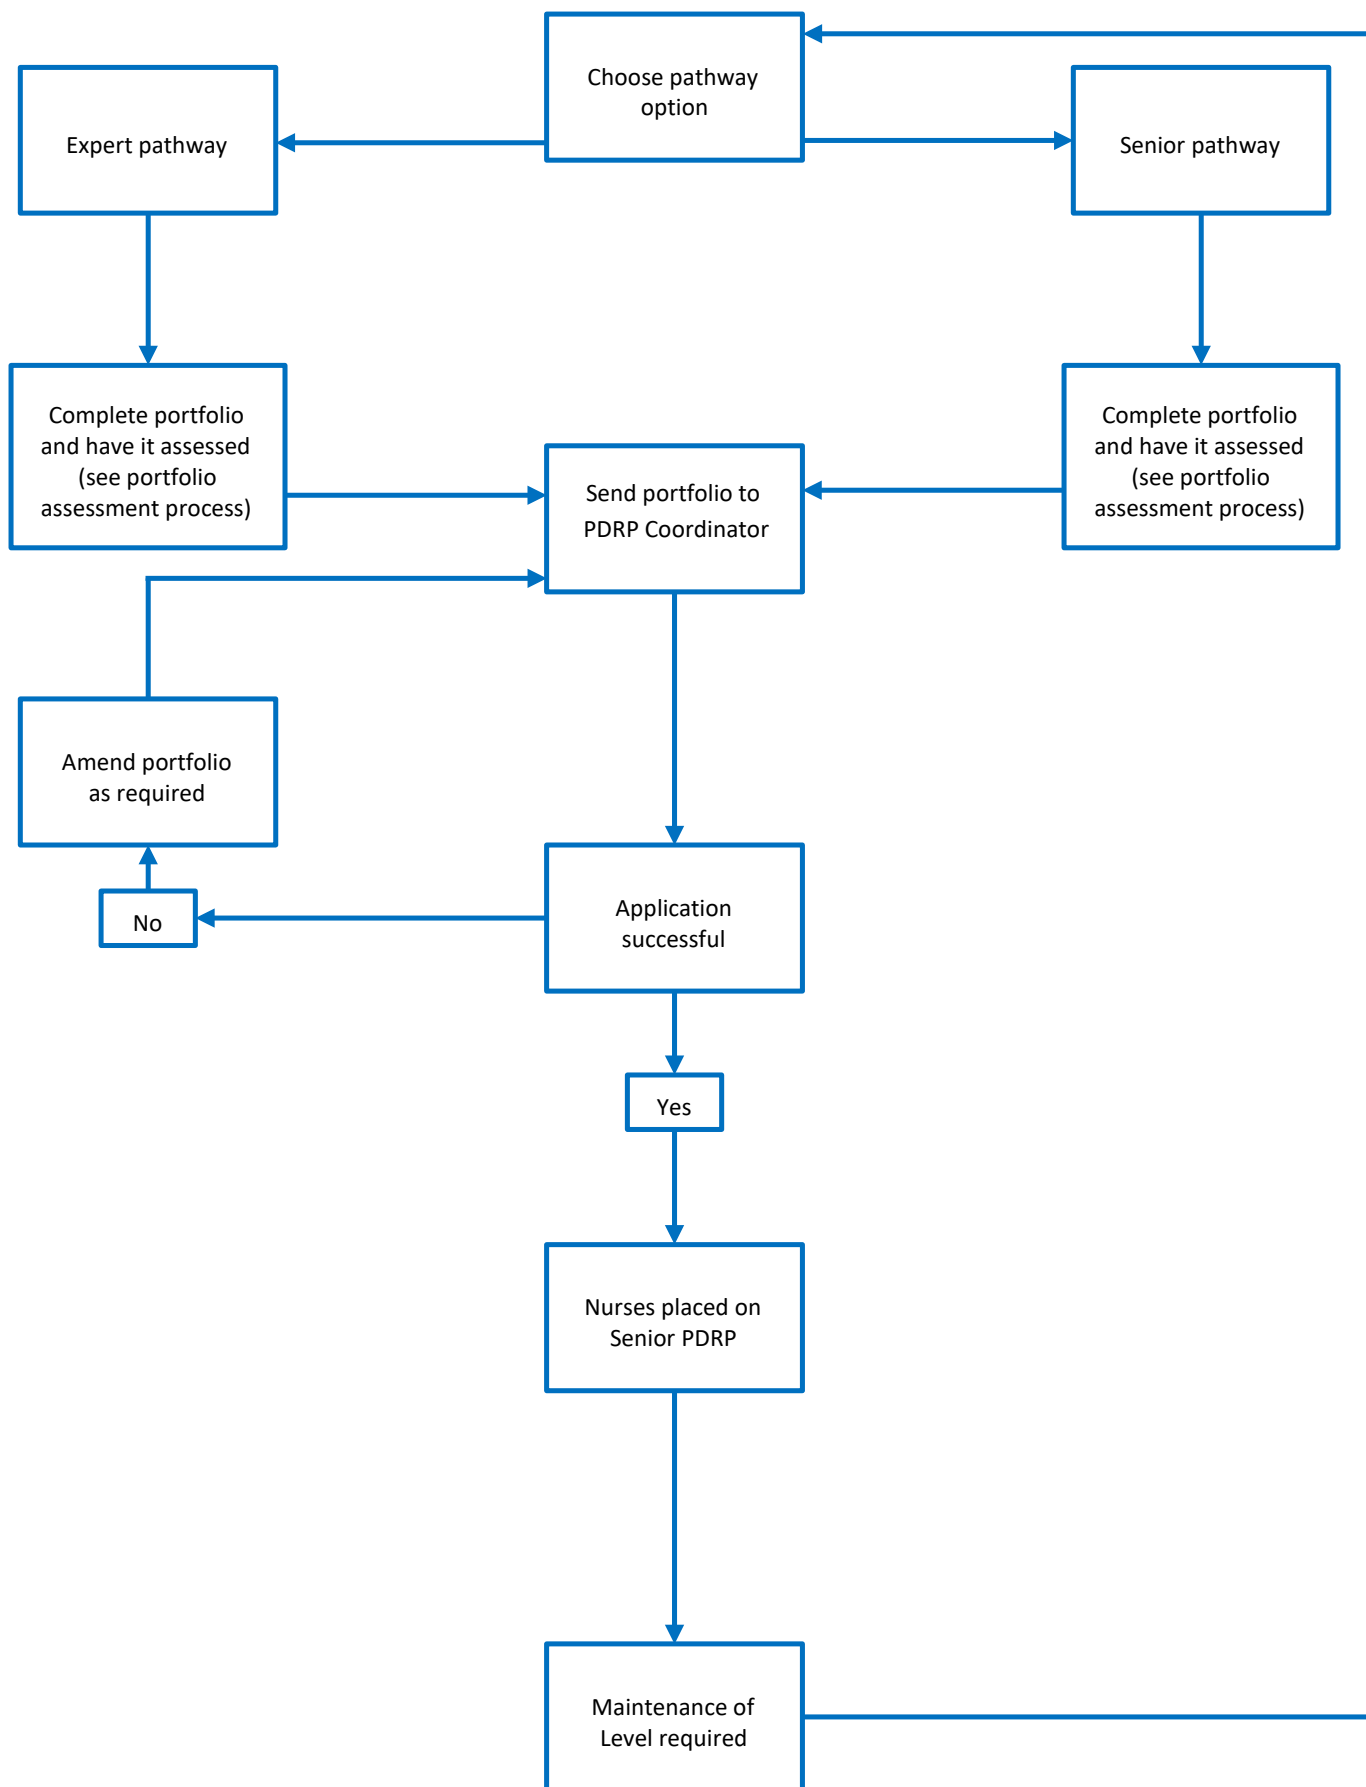 Choose pathway
option
Expert pathway
Senior pathway
Complete portfolio
and have it assessed
(see portfolio
assessment process)
Send portfolio to
PDRP Coordinator
Complete portfolio
and have it assessed
(see portfolio
assessment process)
Amend portfolio
as required
No
Application
successful
Yes
Nurses placed on
Senior PDRP
Maintenance of
Level required